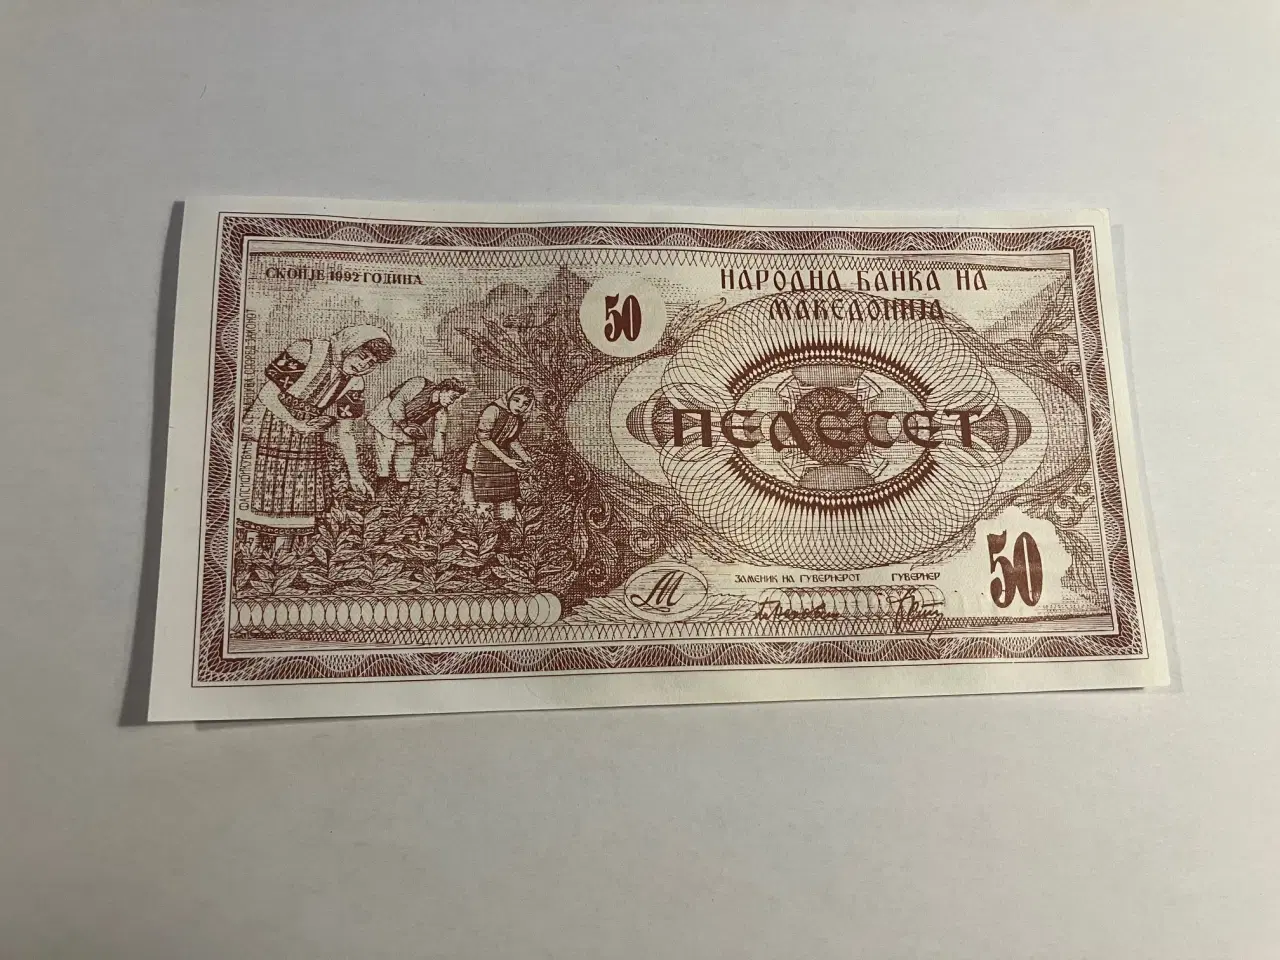 СКОПЈЕ 1992 ГОДИНА
50
НАРОДНА БАНКА НА
МАКЕДОНИЈА
ПЕДЕСЕТ
50
М
ЗАМЕНИК НА ГУВЕРНЕРОТ ГУВЕРНЕР